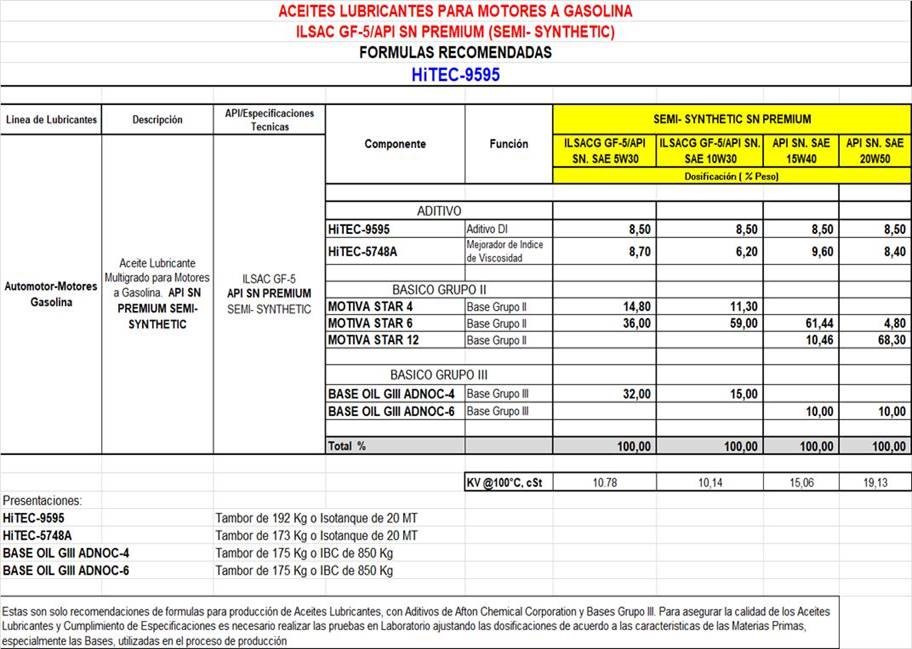 ACEITES LUBRICANTES PARA MOTORES A GASOLINA
ILSAC GF-5/API SN PREMIUM (SEMI- SYNTHETIC)
FORMULAS RECOMENDADAS
HiTEC-9595
Linea de Lubricantes
Descripción
API/Especificaciones
Tecnicas
Componente
Función
SEMI- SYNTHETIC SN PREMIUM
ILSACG GF-5/API
SN. SAE 5W30
ILSACG GF-5/API SN.
SAE 10W30
API SN. SAE
15W40
API SN. SAE
20W50
Dosificación ( % Peso)
Automotor-Motores
Gasolina
Aceite Lubricante
Multigrado para Motores
a Gasolina. API SN
PREMIUM SEMI-
SYNTHETIC
ILSAC GF-5
API SN PREMIUM
SEMI- SYNTHETIC
ADITIVO
HiTEC-9595 Aditivo DI 8,50 8,50 8,50 8,50
HiTEC-5748A Mejorador de Indice
de Viscosidad 8,70 6,20 9,60 8,40
BASICO GRUPO II
MOTIVA STAR 4 Base Grupo II 14,80 11,30
MOTIVA STAR 6 Base Grupo II 36,00 59,00 61,44 4,80
MOTIVA STAR 12 Base Grupo II 10,46 68,30
BASICO GRUPO III
BASE OIL GIII ADNOC-4 Base Grupo III 32,00 15,00
BASE OIL GIII ADNOC-6 Base Grupo III 10,00 10,00
Total % 100,00 100,00 100,00 100,00
KV @100°C, cSt 10.78 10,14 15,06 19,13
Presentaciones:
HiTEC-9595 Tambor de 192 Kg o Isotanque de 20 MT
HiTEC-5748A Tambor de 173 Kg o Isotanque de 20 MT
BASE OIL GIII ADNOC-4 Tambor de 175 Kg o IBC de 850 Kg
BASE OIL GIII ADNOC-6 Tambor de 175 Kg o IBC de 850 Kg
Estas son solo recomendaciones de formulas para producción de Aceites Lubricantes, con Aditivos de Afton Chemical Corporation y Bases Grupo III. Para asegurar la calidad de los Aceites
Lubricantes y Cumplimiento de Especificaciones es necesario realizar las pruebas en Laboratorio ajustando las dosificaciones de acuerdo a las caracteristicas de las Materias Primas,
especialmente las Bases, utilizadas en el proceso de producción